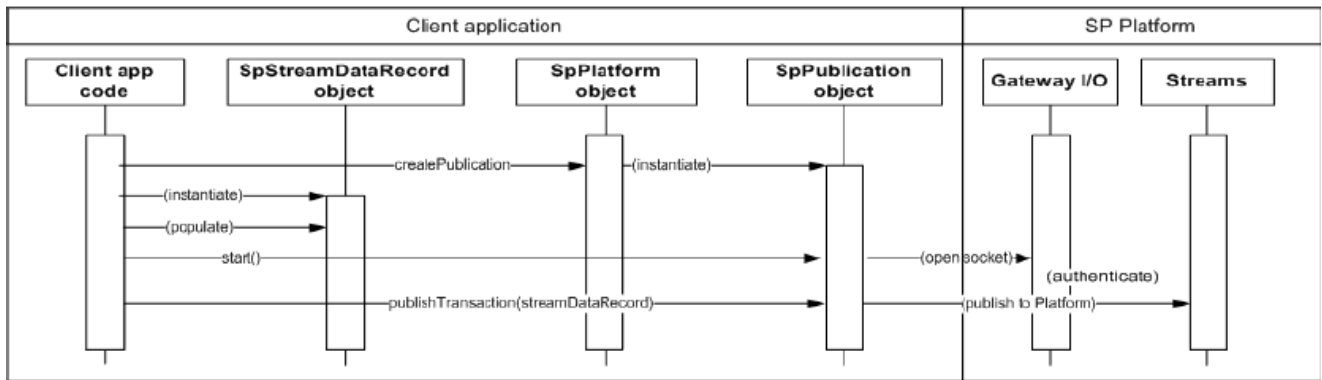 Client application
SP Platform
Client app
code
SpStreamDataRecord
object
SpPlatform
object
SpPublication
object
Gateway I/O
Streams
createPublication
(instantiate)
(instantiate)
(populate)
start()
(open socket)
(authenticate)
publishTransaction(streamDataRecord)
(publish to Platform)